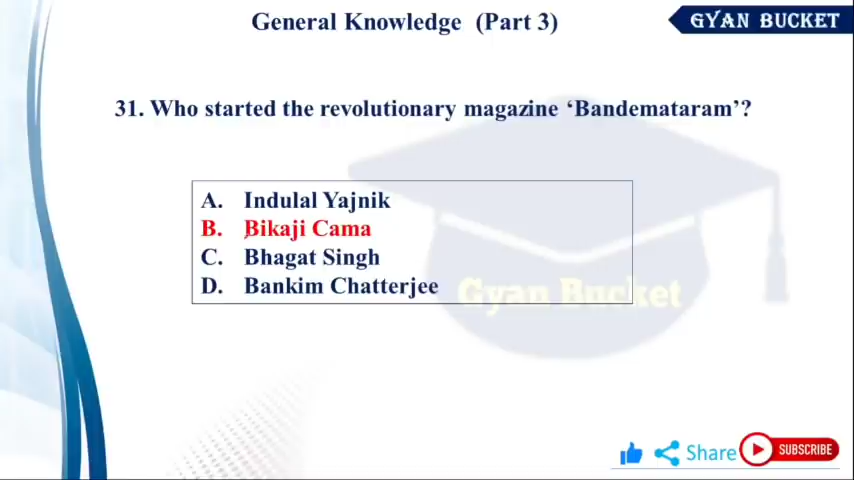 General Knowledge (Part 3)
GYAN BUCKET
31. Who started the revolutionary magazine ‘Bandemataram’?
A. Indulal Yajnik
B. Bikaji Cama
C. Bhagat Singh
D. Bankim Chatterjee
Gyan Bucket
Share
SUBSCRIBE